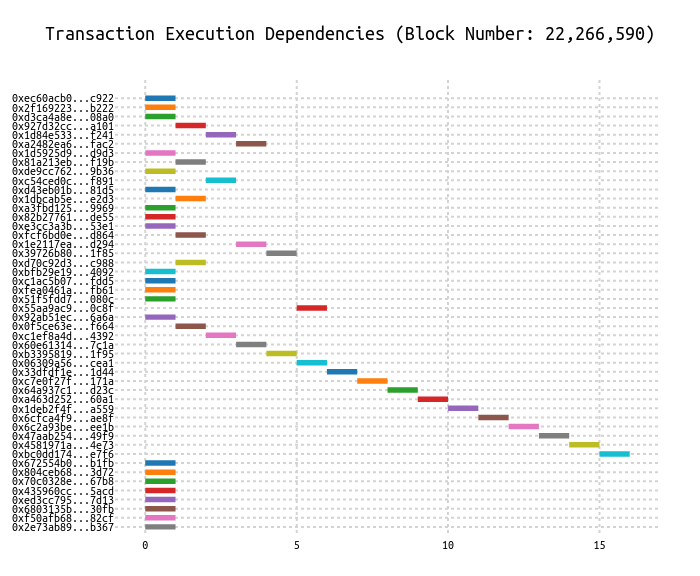 Transaction Execution Dependencies (Block Number: 22,266,590)
0xec60acb0...c922
0x2f169223...b222
0xd3ca4a8e...08a0
0x927d32cc...a101
0x1d84e533...f241
0xa2482ea6...fac2
0x1d5925d9...d9d3
0x81a213eb...f19b
0xde9cc762...9b36
0xc54ced0c...f891
0xd43eb01b...81d5
0x1dbcab5e...e2d3
0xa3fbd125...9969
0x82b27761...de55
0xe3cc3a3b...53e1
0xfcf6bd0e...d864
0x1e2117ea...d294
0x39726b80...1f85
0xd70c92d3...c988
0xbfb29e19...4092
0xc1ac5b07...fdd5
0xfea0461a...fb61
0x51f5fdd7...080c
0x55aa9ac9...0c8f
0x92ab51ec...6a6a
0x0f5ce63e...f664
0xc1ef8a4d...4392
0x60e61314...7c1a
0xb3395819...1f95
0x06309a56...cea1
0x33dfdf1e...1d44
0xc7e0f27f...171a
0x64a937c1...d23c
0xa463d252...60a1
0x1deb2f4f...a559
0x6cfca4f9...ae8f
0x6c2a93be...ee1b
0x47aab254...49f9
0x4581971a...4e73
0xbc0dd174...e7f6
0x672554b0...b1fb
0x804ceb68...3d72
0x70c0328e...67b8
0x435960cc...5acd
0xed3cc795...7d13
0x6803135b...30fb
0xf50afb68...82cf
0x2e73ab89...b367
0 5 10 15